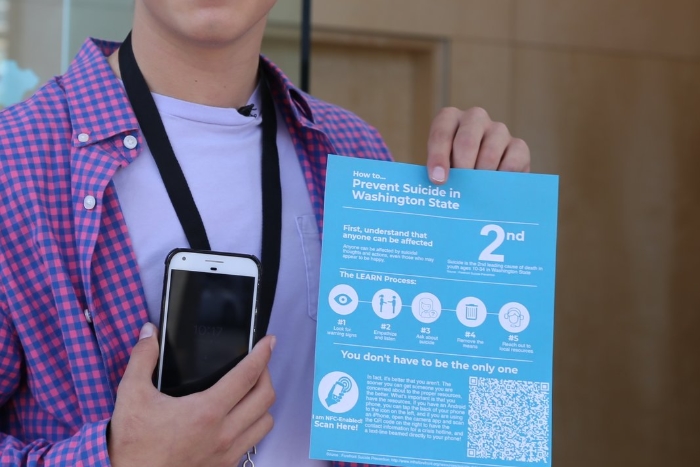 How to...
Prevent Suicide in
Washington State
First, understand that
anyone can be affected
Anyone can be affected by suicidal
thoughts and actions, even those who may
appear to be happy.
2nd
Suicide is the 2nd leading cause of death in
youth ages 10-24 in Washington State
The LEARN Process:
#1
Look for
warning signs
#2
Empathize
and listen
#3
Ask about
suicide
#4
Remove the
means
#5
Reach out to
local resources
You don't have to be the only one
I am NFC-Enabled!
Scan Here!
In fact, it's better that you aren't. The
sooner you can get someone you are
concerned about to the proper resources,
the better. What's important is that you
have the resources. If you have an Android
phone, you can tap the back of your phone
to the icon on the left, and if you are using
an iPhone, open the camera app and scan
the QR code on the right to have the
contact information for a crisis hotline, and
a text-line beamed directly to your phone!